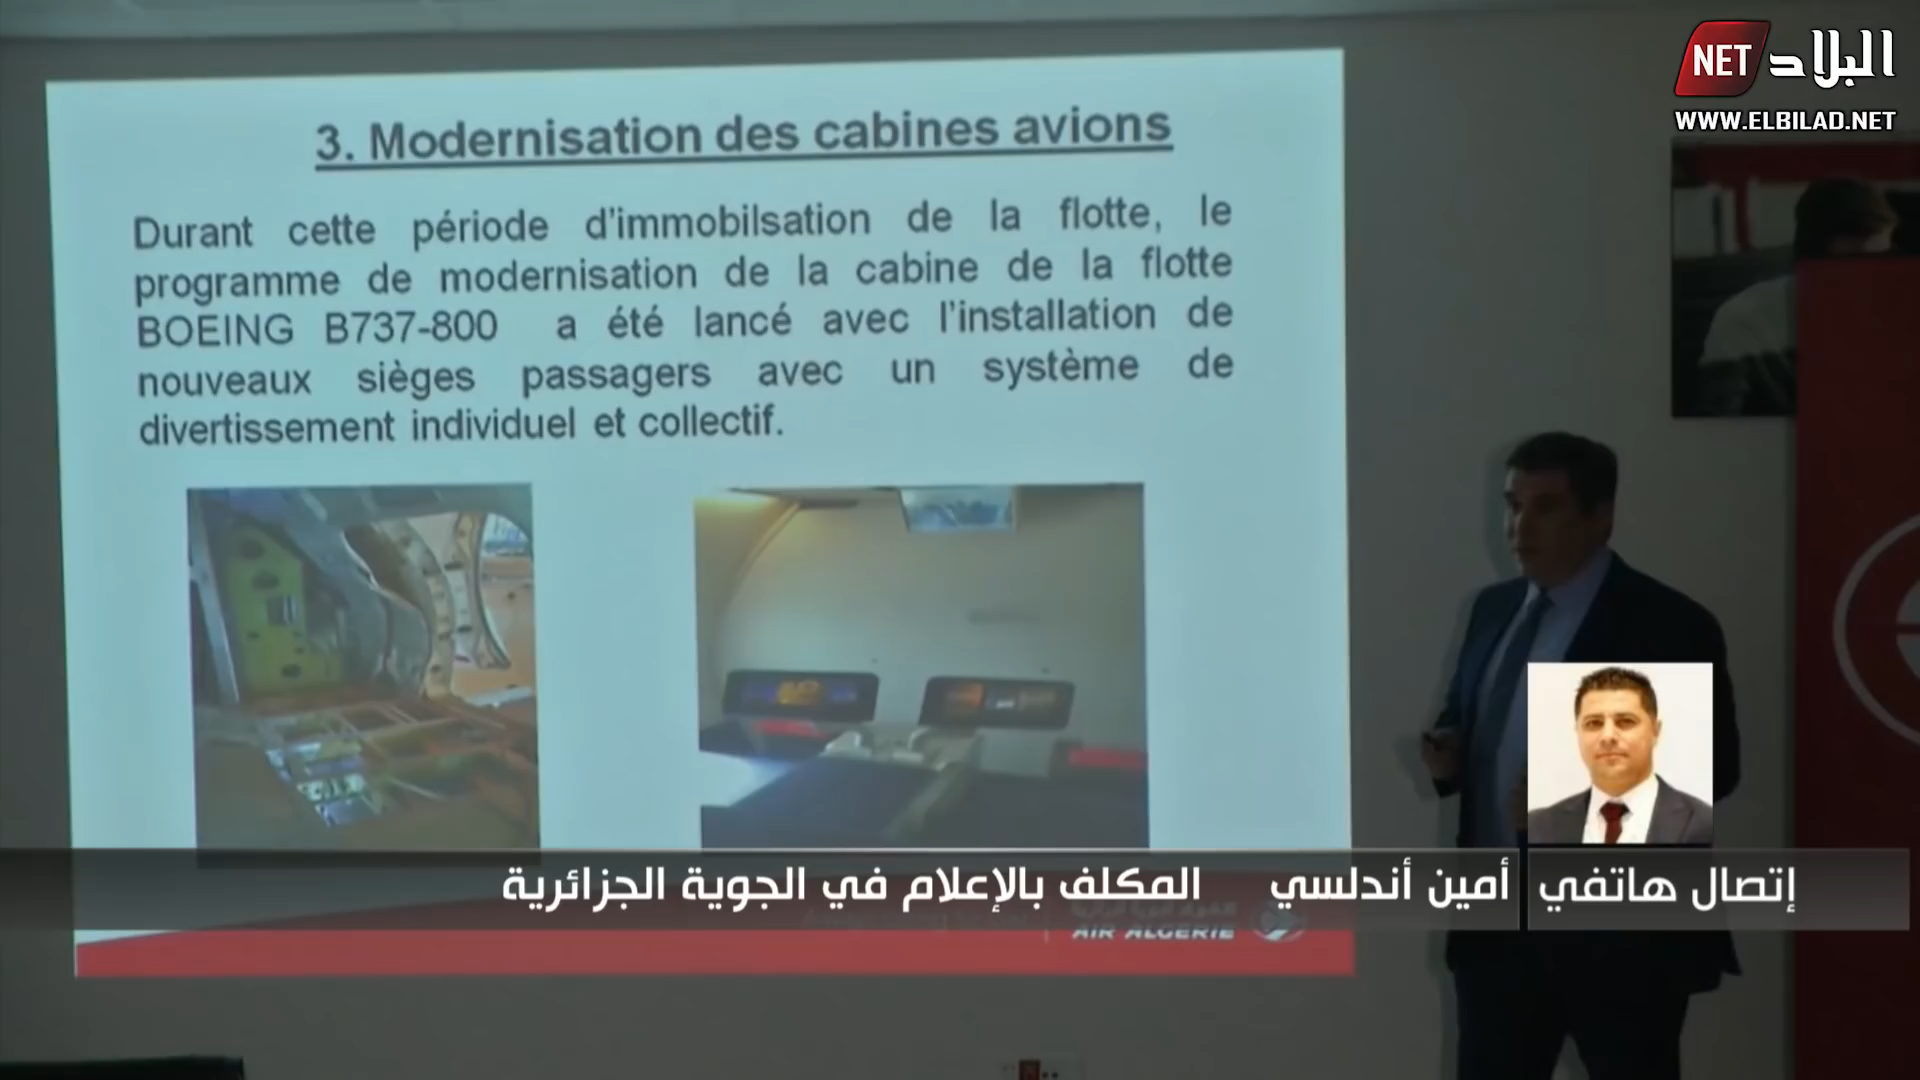 NET البلاد
WWW.ELBILAD.NET
3. Modernisation des cabines avions
Durant cette période d'immobilsation de la flotte, le
programme de modernisation de la cabine de la flotte
BOEING B737-800 a été lancé avec l'installation de
nouveaux sièges passagers avec un système de
divertissement individuel et collectif.
إتصال هاتفي
أمين أندلسي المكلف بالإعلام في الجوية الجزائرية
AIR ALGERIE